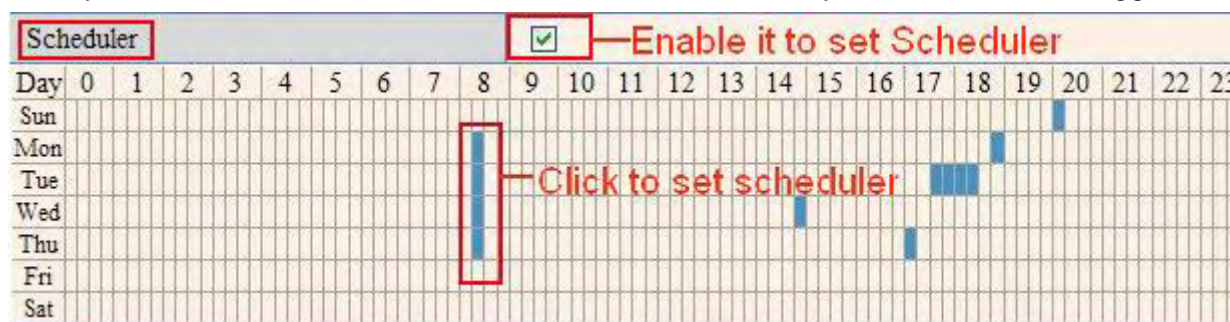 Scheduler Enable it to set Scheduler
Day 0 1 2 3 4 5 6 7 8 9 10 11 12 13 14 15 16 17 18 19 20 21 22 23
Sun
Mon
Tue Click to set scheduler
Wed
Thu
Fri
Sat